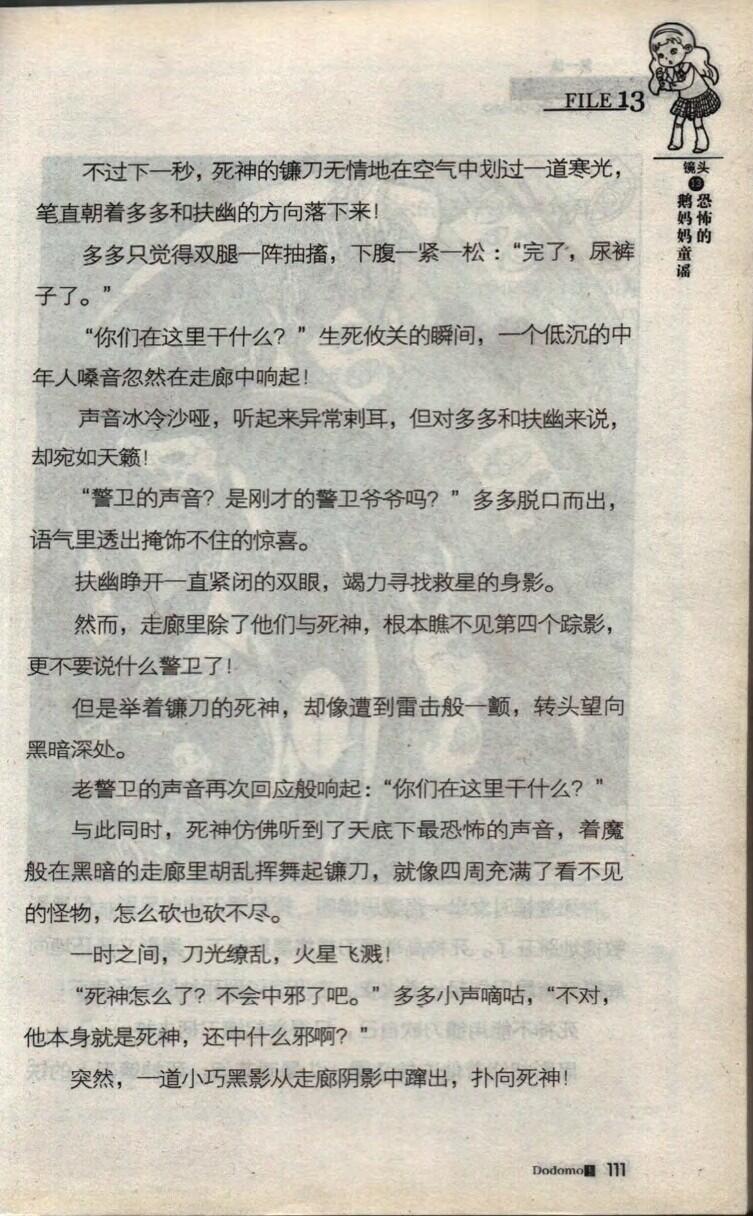 FILE 13
镜头
13
恐怖的
鹅妈妈童谣
不过下一秒，死神的镰刀无情地在空气中划过一道寒光，
笔直朝着多多和扶幽的方向落下来！
多多只觉得双腿一阵抽搐，下腹一紧一松：“完了，尿裤
子了。”
“你们在这里干什么？”生死攸关的瞬间，一个低沉的中
年人嗓音忽然在走廊中响起！
声音冰冷沙哑，听起来异常刺耳，但对多多和扶幽来说，
却宛如天籁！
“警卫的声音？是刚才的警卫爷爷吗？”多多脱口而出，
语气里透出掩饰不住的惊喜。
扶幽睁开一直紧闭的双眼，竭力寻找救星的身影。
然而，走廊里除了他们与死神，根本瞧不见第四个踪影，
更不要说什么警卫了！
但是举着镰刀的死神，却像遭到雷击般一颤，转头望向
黑暗深处。
老警卫的声音再次回应般响起：“你们在这里干什么？”
与此同时，死神仿佛听到了天底下最恐怖的声音，着魔
般在黑暗的走廊里胡乱挥舞起镰刀，就像四周充满了看不见
的怪物，怎么砍也砍不尽。
一时之间，刀光缭乱，火星飞溅！
“死神怎么了？不会中邪了吧。”多多小声嘀咕，“不对，
他本身就是死神，还中什么邪啊？”
突然，一道小巧黑影从走廊阴影中蹿出，扑向死神！
Dodomo 111